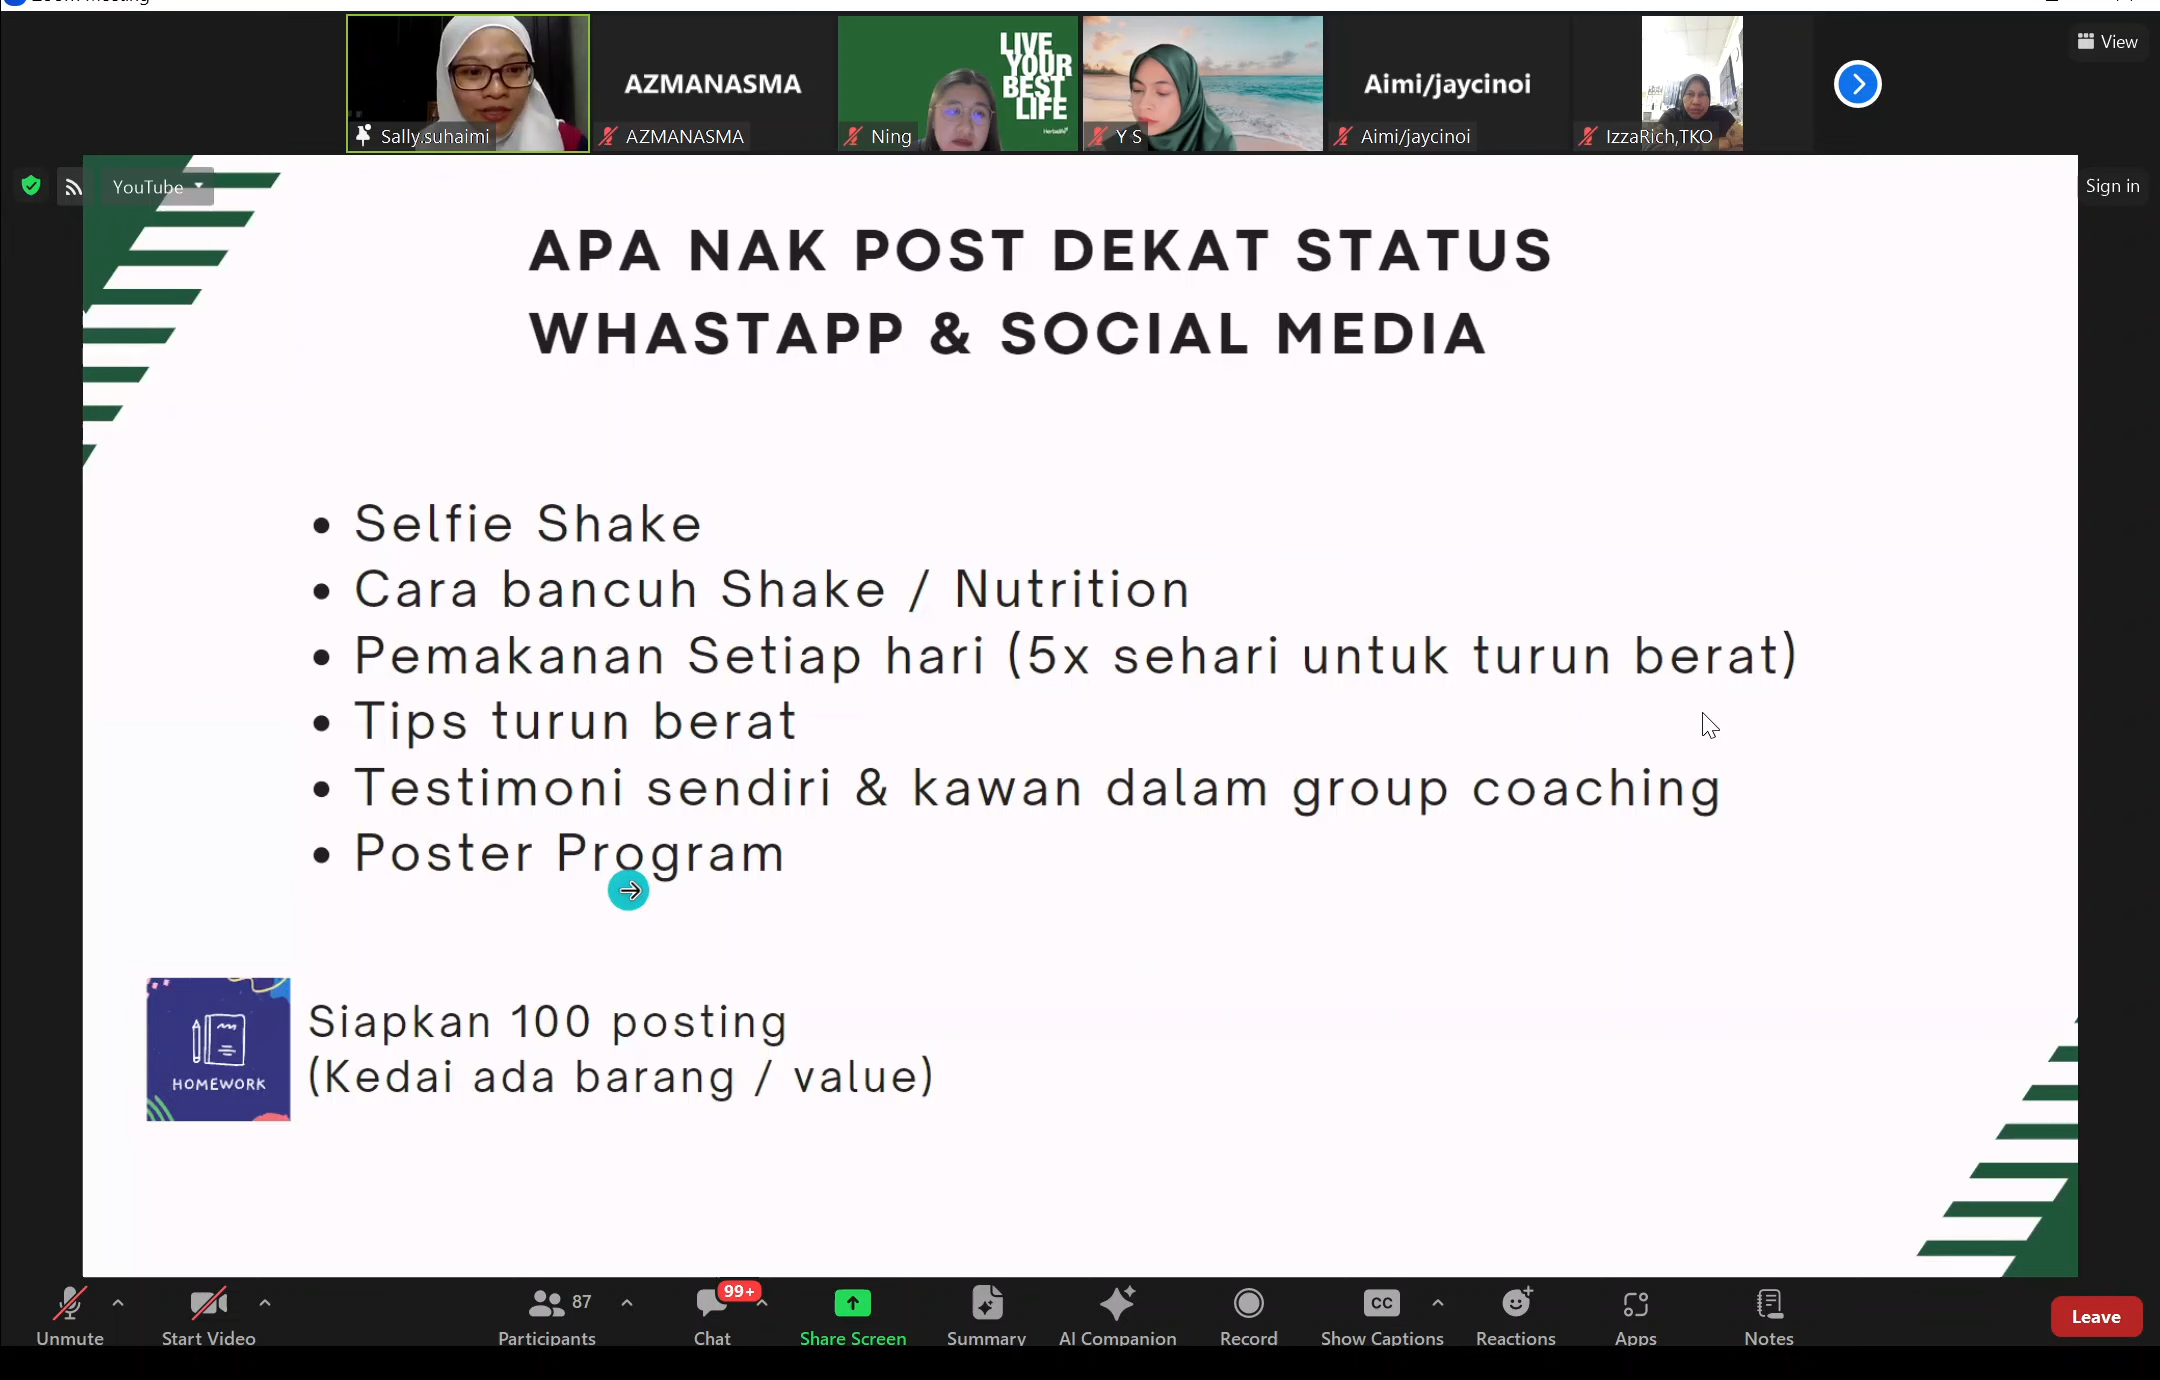 View
AZMANASMA
Aimi/jaycinoi
LIVE
YOUR
BEST
LIFE
Sally.suhaimi
AZMANASMA
Ning
Y S
Aimi/jaycinoi
IzzaRich,TKO
YouTube
Sign in
APA NAK POST DEKAT STATUS
WHASTAPP & SOCIAL MEDIA
• Selfie Shake
• Cara bancuh Shake / Nutrition
• Pemakanan Setiap hari (5x sehari untuk turun berat)
• Tips turun berat
• Testimoni sendiri & kawan dalam group coaching
• Poster Program
HOMEWORK
Siapkan 100 posting
(Kedai ada barang / value)
87
99+
CC
Unmute
Start Video
Participants
Chat
Share Screen
Summary
AI Companion
Record
Show Captions
Reactions
Apps
Notes
Leave